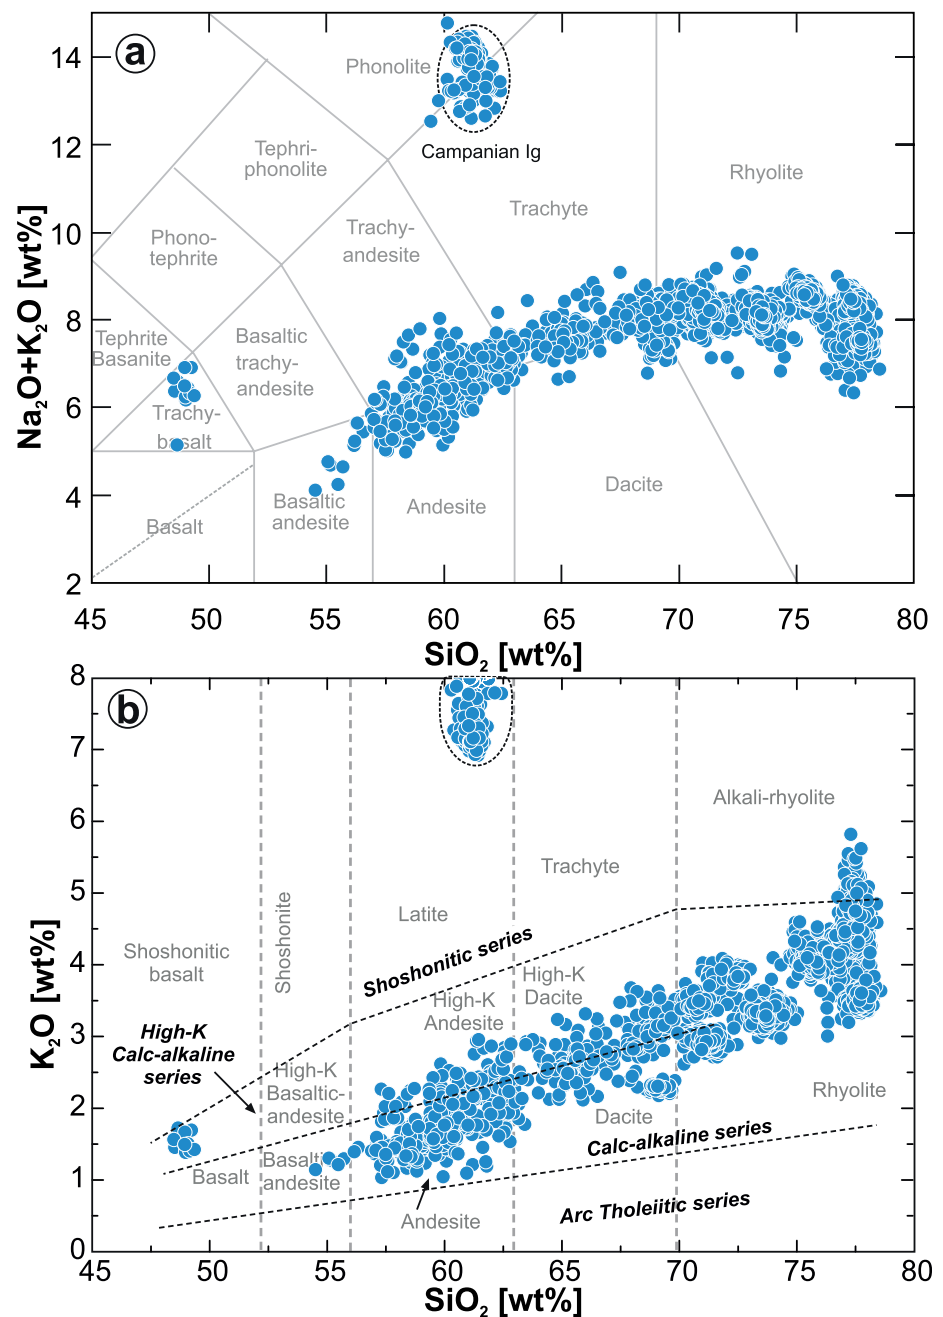 a
14
12
10
8
6
4
2
Na2O+K2O [wt%]
Phonolite
Campanian Ig
Tephri-
phonolite
Rhyolite
Trachyte
Trachy-
andesite
Phono-
tephrite
Tephrite
Basanite
Basaltic
trachy-
andesite
Trachy-
basalt
Basalt
Basaltic
andesite
Andesite
Dacite
45
50
55
60
65
70
75
80
SiO2 [wt%]
b
8
7
6
5
4
3
2
1
0
K2O [wt%]
Alkali-rhyolite
Trachyte
Latite
Shoshonite
Shoshonitic
basalt
Shoshonitic series
High-K
Dacite
High-K
Andesite
High-K
Calc-alkaline
series
High-K
Basaltic-
andesite
Rhyolite
Dacite
Calc-alkaline series
Basalt
Basaltic
andesite
Andesite
Arc Tholeiitic series
45
50
55
60
65
70
75
80
SiO2 [wt%]